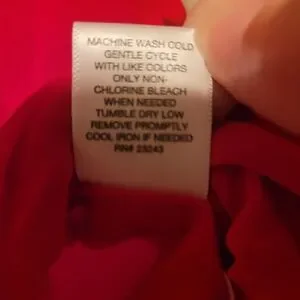 MACHINE WASH COLD
GENTLE CYCLE
WITH LIKE COLORS
ONLY NON-
CHLORINE BLEACH
WHEN NEEDED
TUMBLE DRY LOW
REMOVE PROMPTLY
COOL IRON IF NEEDED
RN# 23243